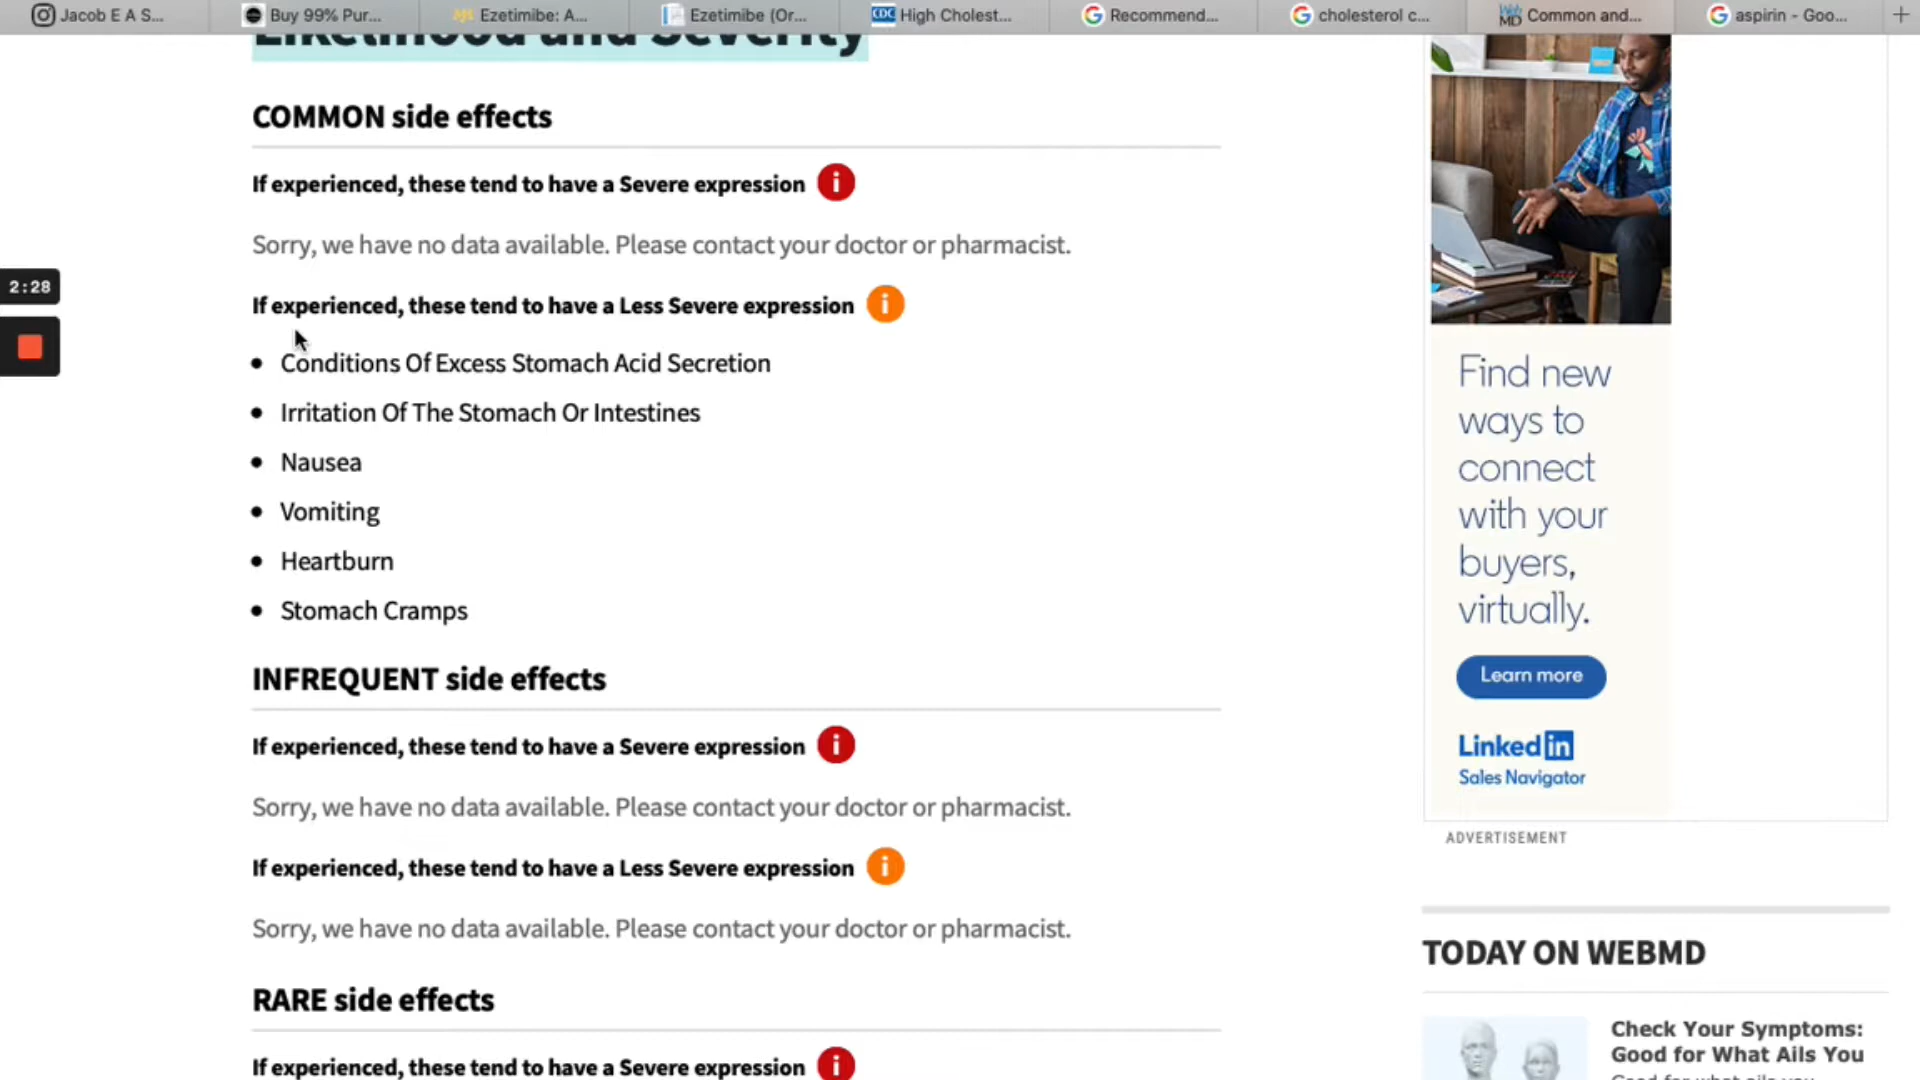 Jacob E A S...
Buy 99% Pur...
Ezetimibe: A...
Ezetimibe (Or...
CDC High Cholest...
Recommend...
cholesterol c...
Web MD Common and...
aspirin - Goo...
Likelihood and Severity
COMMON side effects
If experienced, these tend to have a Severe expression i
Sorry, we have no data available. Please contact your doctor or pharmacist.
2:28
If experienced, these tend to have a Less Severe expression i
Conditions Of Excess Stomach Acid Secretion
Irritation Of The Stomach Or Intestines
Nausea
Vomiting
Heartburn
Stomach Cramps
INFREQUENT side effects
If experienced, these tend to have a Severe expression i
Sorry, we have no data available. Please contact your doctor or pharmacist.
If experienced, these tend to have a Less Severe expression i
Sorry, we have no data available. Please contact your doctor or pharmacist.
RARE side effects
If experienced, these tend to have a Severe expression i
Find new
ways to
connect
with your
buyers,
virtually.
Learn more
Linked in
Sales Navigator
ADVERTISEMENT
TODAY ON WEBMD
Check Your Symptoms:
Good for What Ails You